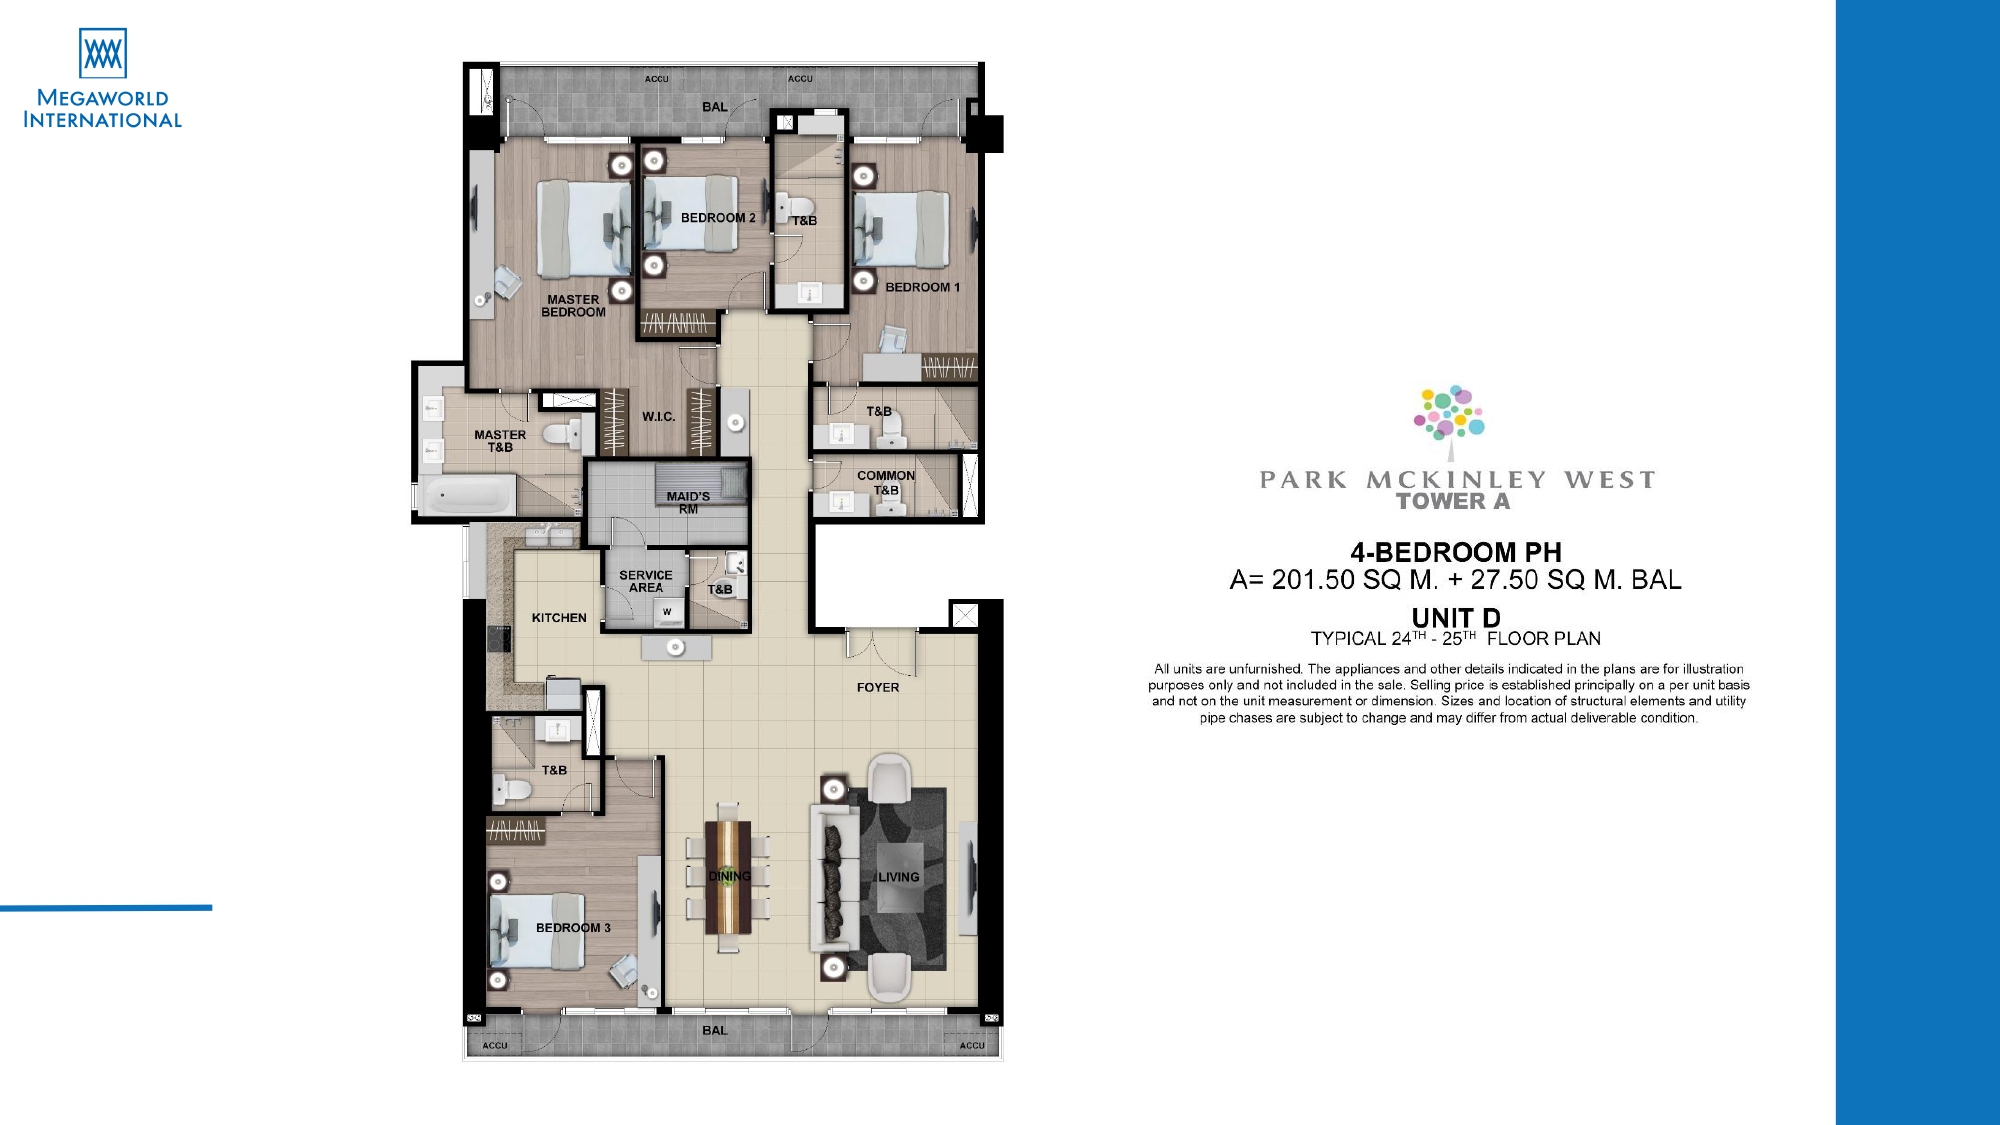 MEGAWORLD
INTERNATIONAL
ACCU
ACCU
BAL
BEDROOM 2
T&B
BEDROOM 1
MASTER
BEDROOM
W.I.C.
T&B
MASTER
T&B
COMMON
T&B
MAID'S
RM
SERVICE
AREA
T&B
W
KITCHEN
FOYER
T&B
DINING
LIVING
BEDROOM 3
BAL
ACCU
ACCU
PARK MCKINLEY WEST
TOWER A
4-BEDROOM PH
A= 201.50 SQ M. + 27.50 SQ M. BAL
UNIT D
TYPICAL 24TH - 25TH FLOOR PLAN
All units are unfurnished. The appliances and other details indicated in the plans are for illustration
purposes only and not included in the sale. Selling price is established principally on a per unit basis
and not on the unit measurement or dimension. Sizes and location of structural elements and utility
pipe chases are subject to change and may differ from actual deliverable condition.